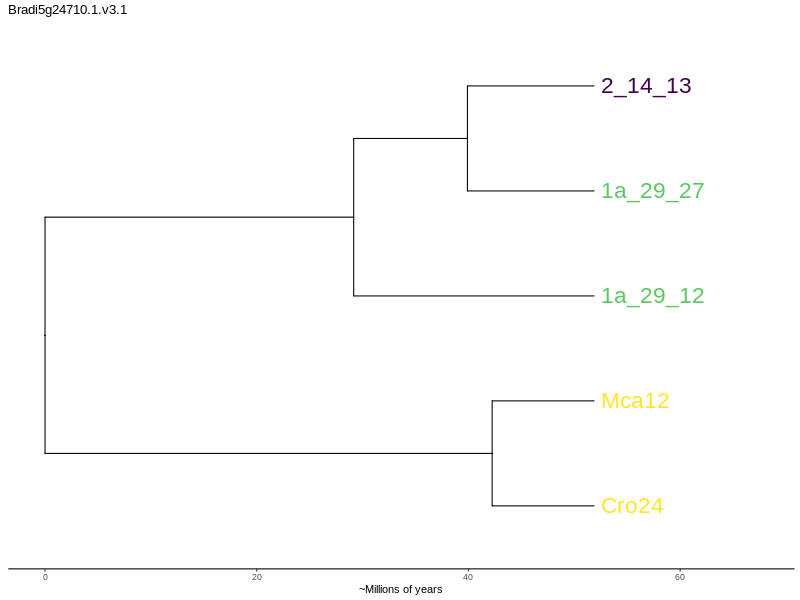 Bradi5g24710.1.v3.1
2_14_13
1a_29_27
1a_29_12
Mca12
Cro24
0 20 40 60
~Millions of years